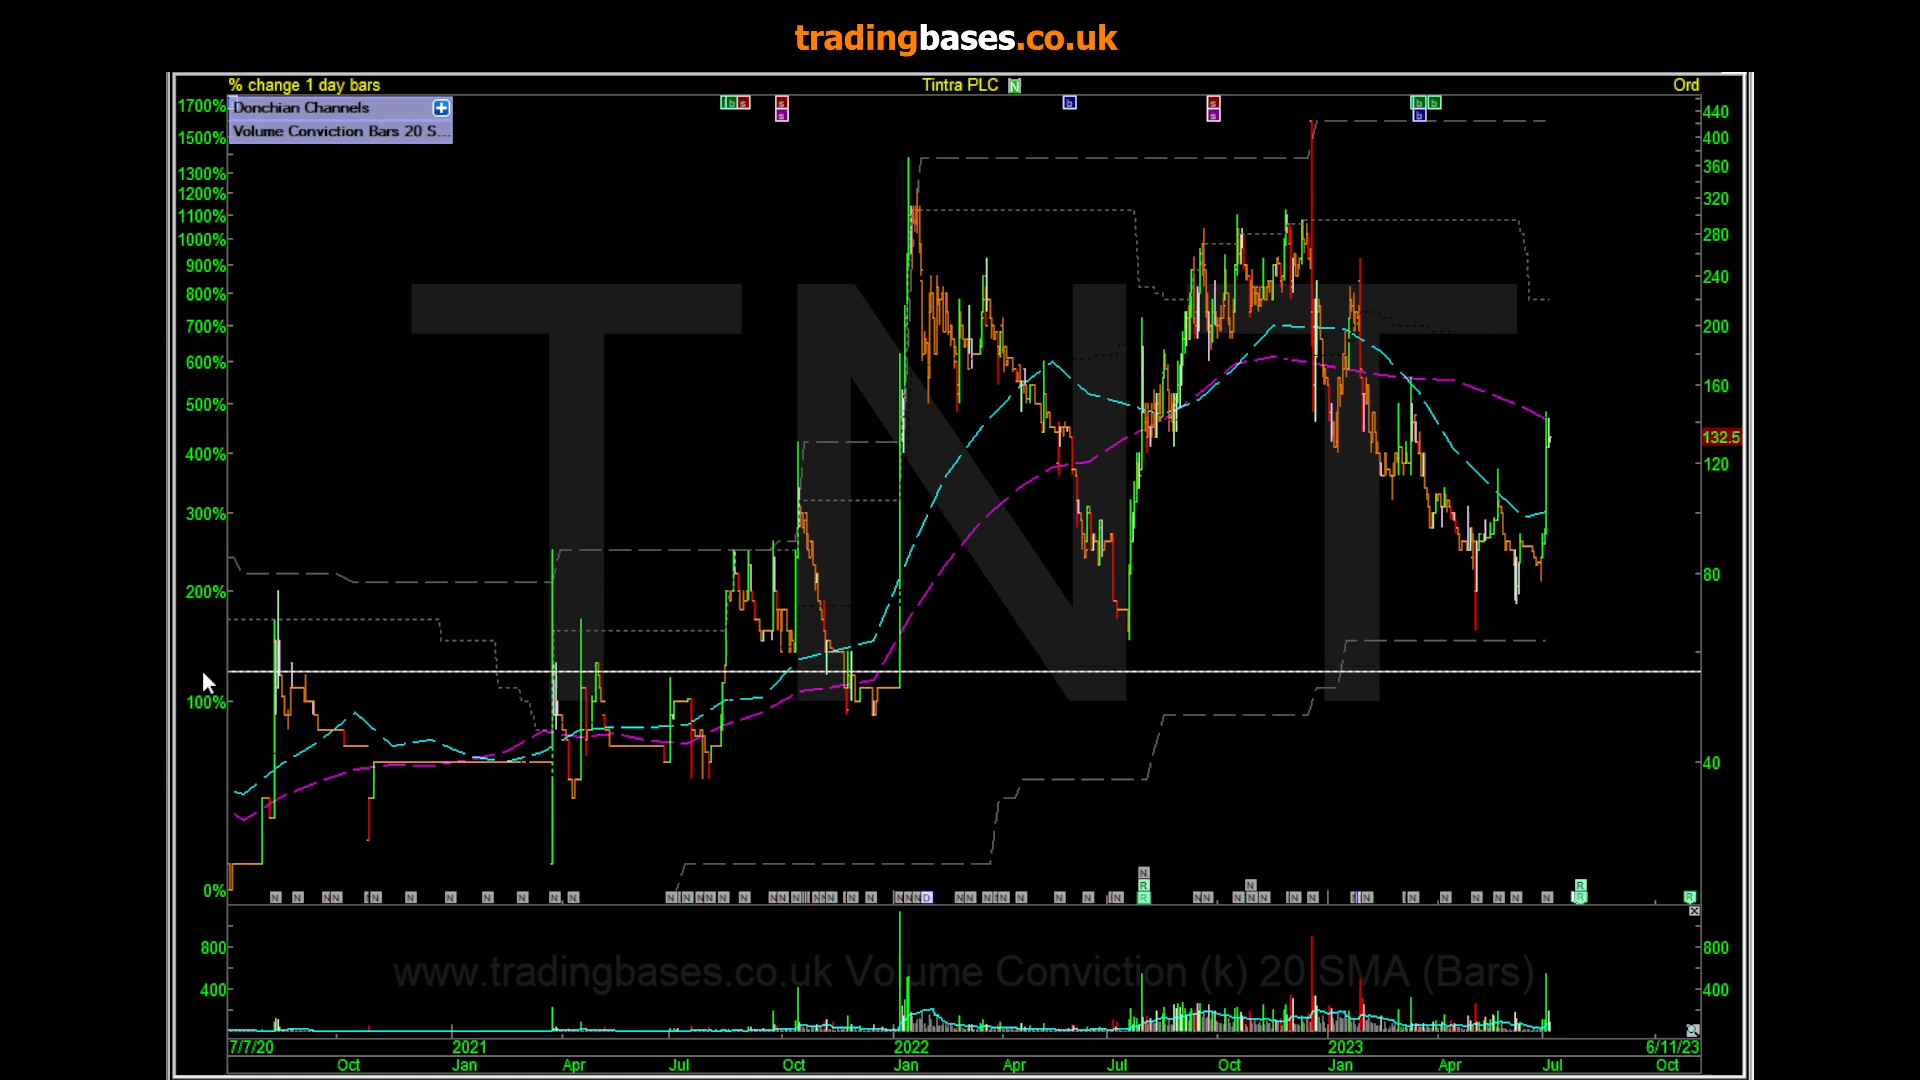 tradingbases.co.uk
% change 1 day bars
Tintra PLC N
Ord
Donchian Channels
Volume Conviction Bars 20 S...
1700%
1500%
1300%
1200%
1100%
1000%
900%
800%
700%
600%
500%
400%
300%
200%
100%
0%
440
400
360
320
280
240
200
160
132.5
120
80
40
TNT
800
400
800
400
www.tradingbases.co.uk Volume Conviction (k) 20 SMA (Bars)
7/7/20
2021
2022
2023
6/11/23
Oct
Jan
Apr
Jul
Oct
Jan
Apr
Jul
Oct
Jan
Apr
Jul
Oct